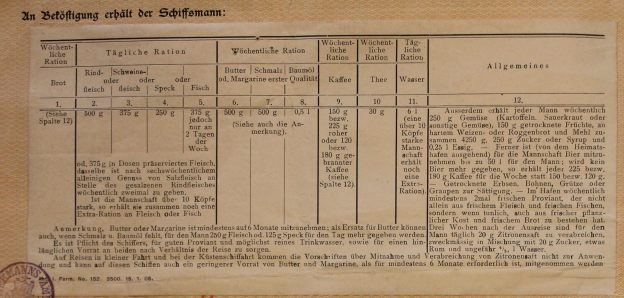 An Beköstigung erhält der Schiffsmann:
Wöchentliche Ration
Tägliche Ration
Wöchentliche Ration
Wöchentliche Ration
Wöchentliche Ration
Tägliche Ration
Allgemeines
Brot
Rindfleisch oder Schweinefleisch oder Speck oder Fisch
Butter Schmalz Baumöl
od. Margarine erster Qualität
Kaffee
Thee
Wasser
1. 2. 3. 4. 5. 6. 7. 8. 9. 10 11. 12.
(Siehe Spalte 12)
500 g
375 g
250 g
375 g jedoch nur an 2 Tagen der Woch
500 g
500 g
0,5 l
(Siehe auch die Anmerkung).
150 g bezw. 225 g roher oder 120 bezw. 180 g gebrannter Kaffee (siehe Spalte 12).
30 g
6 l (feine über 10 Köpfe starke Mannschaft erhält noch eine Extra-Ration)
nd, 375 g, in Dosen präserviertes Fleisch,
dasselbe ist nach sechswöchentlichem
alleinigen Genuss von Salzfleisch an
Stelle des gesalzenen Rindfleisches
wöchentlich zweimal zu geben.
Ist die Mannschaft über 10 Köpfe
stark, so erhält sie zusammen noch eine
Extra-Ration an Fleisch oder Fisch
Ausserdem erhält jeder Mann wöchentlich
250 g Gemüse (Kartoffeln, Sauerkraut oder
sonstige Gemüse), 150 g getrocknete Früchte, an
hartem Weizen- oder Roggenbrot und Mehl zusammen
4250 g, 250 g Zucker oder Syrup und
0,25 l Essig. — Ferner ist (von dem Heimatshafen
ausgehend) für die Mannschaft Bier mitzunehmen
bis zu 50 l für den Mann; wird kein
Bier mehr gegeben, so erhält jeder 225 bezw.
180 g Kaffee für die Woche statt 150 bezw. 120 g.
— Getrocknete Erbsen, Bohnen, Grütze oder
Graupen zur Sättigung. — Im Hafen wöchentlich
mindestens 2mal frischer Proviant, der nicht
allein aus frischem Fleisch und frischen Fischen,
sondern wenn tunlich, auch aus frischer pflanzlicher
Kost und frischem Brot zu bestehen hat.
Drei Wochen nach der Ausreise sind für den
Mann täglich 20 g Zitronensaft zu verabreichen,
zweckmässig in Mischung mit 20 g Zucker, etwas
Rum und ungefähr ¼ l Wasser.
Anmerkung. Butter oder Margarine ist mindestens auf 6 Monate mitzunehmen; als Ersatz für Butter können
auch, wenn Schmalz u. Baumöl fehlt, für den Mann 260 g Fleisch od. 125 g Speck für den Tag mehr gegeben werden
Es ist Pflicht des Schiffers, für guten Proviant und möglichst reines Trinkwasser, sowie für einen hinlänglichen
Vorrat an beiden nach Verhältnis der Reise zu sorgen.
Auf Reisen in kleiner Fahrt und bei der Küstenschiffahrt kommen die Vorschriften über Mitnahme und Verabreichung von Zitronensaft nicht zur Anwendung
und kann auf diesen Schiffen auch ein geringerer Vorrat von Butter und Margarine, als für mindestens 6 Monate erforderlich ist, mitgenommen werden
Form. No. 152. 3500. 15. 1. 08.